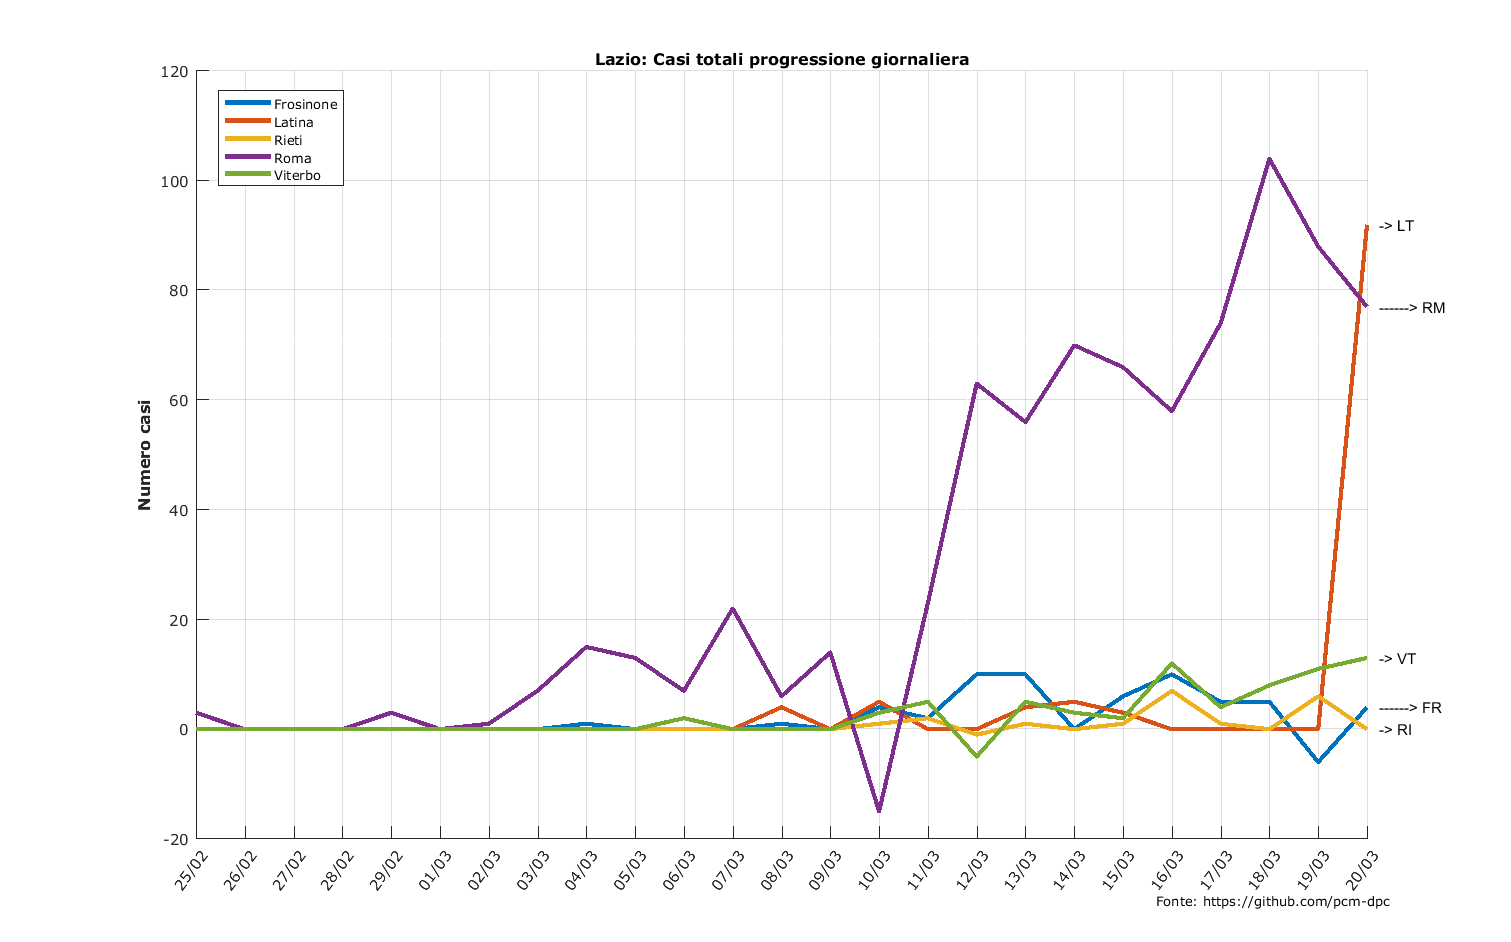 Lazio: Casi totali progressione giornaliera
120
100
80
60
40
20
0
-20
Numero casi
Frosinone
Latina
Rieti
Roma
Viterbo
-> LT
------> RM
-> VT
------> FR
-> RI
25/02
26/02
27/02
28/02
29/02
01/03
02/03
03/03
04/03
05/03
06/03
07/03
08/03
09/03
10/03
11/03
12/03
13/03
14/03
15/03
16/03
17/03
18/03
19/03
20/03
Fonte: https://github.com/pcm-dpc